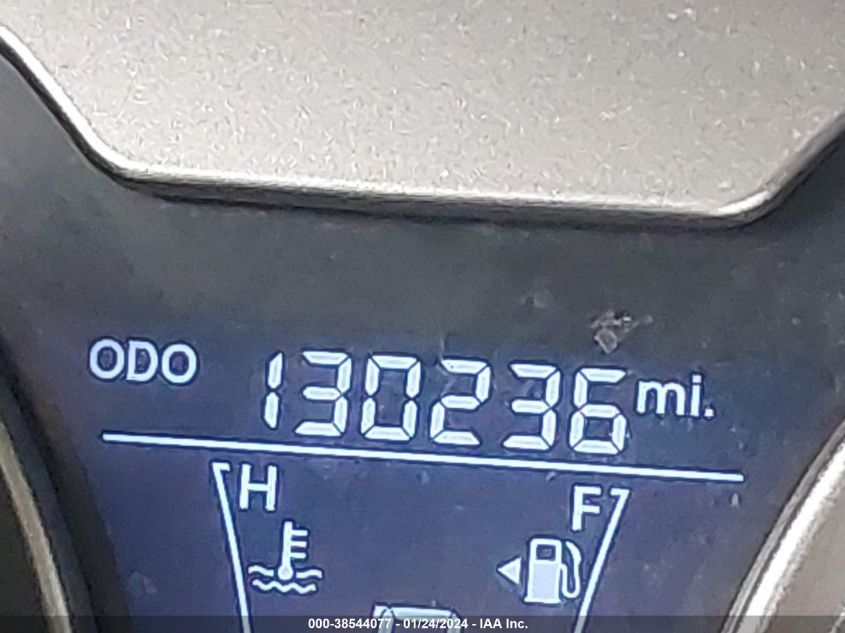 ODO 130236 mi.
H F
000-38544077 - 01/24/2024 - IAA Inc.